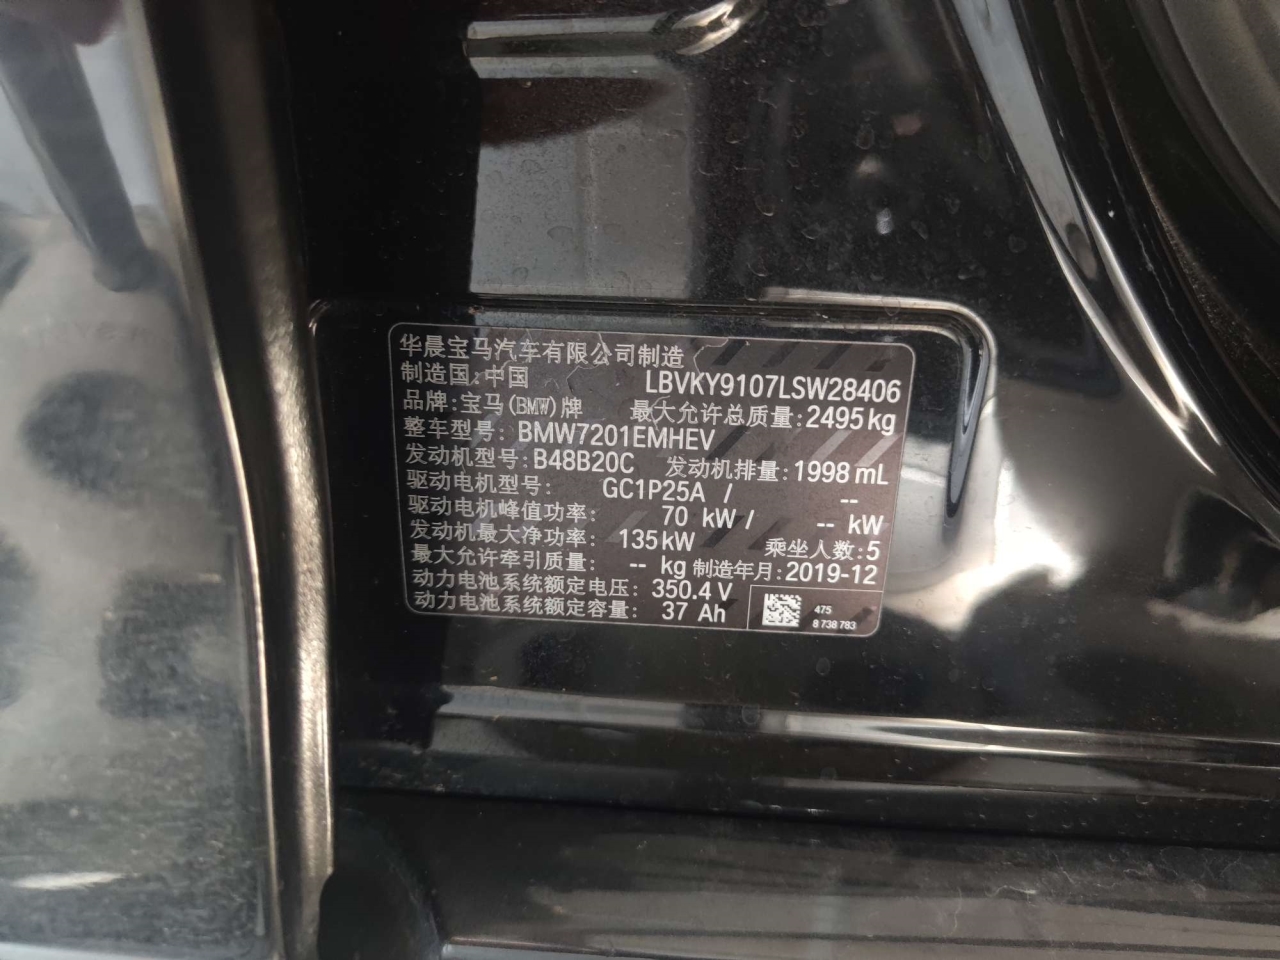 华晨宝马汽车有限公司制造
制造国:中国 LBVKY9107LSW28406
品牌:宝马(BMW)牌 最大允许总质量:2495kg
整车型号: BMW7201EMHEV
发动机型号:B48B20C 发动机排量:1998 mL
驱动电机型号: GC1P25A / --
驱动电机峰值功率: 70 kW / -- kW
发动机最大净功率: 135kW 乘坐人数:5
最大允许牵引质量: -- kg 制造年月:2019-12
动力电池系统额定电压: 350.4 V
动力电池系统额定容量: 37 Ah
475
8 738 783